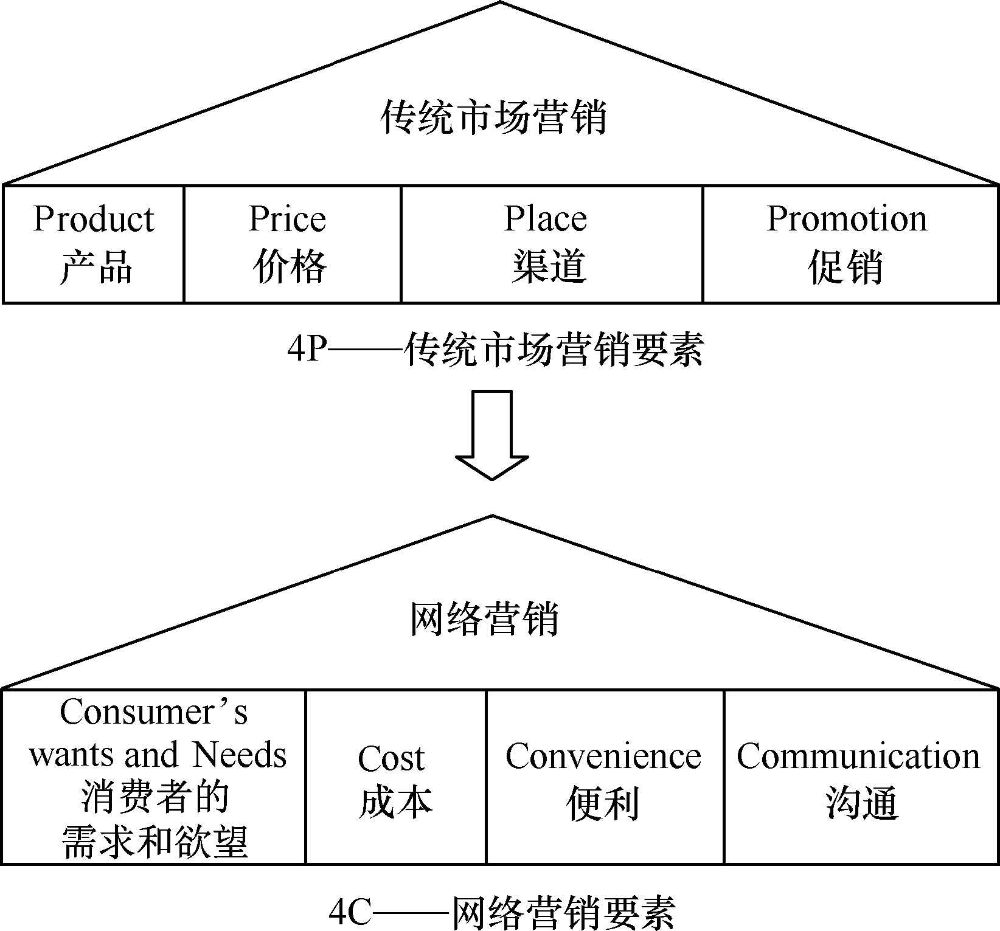 传统市场营销
Product
产品
Price
价格
Place
渠道
Promotion
促销
4P——传统市场营销要素
网络营销
Consumer’s
wants and Needs
消费者的
需求和欲望
Cost
成本
Convenience
便利
Communication
沟通
4C——网络营销要素